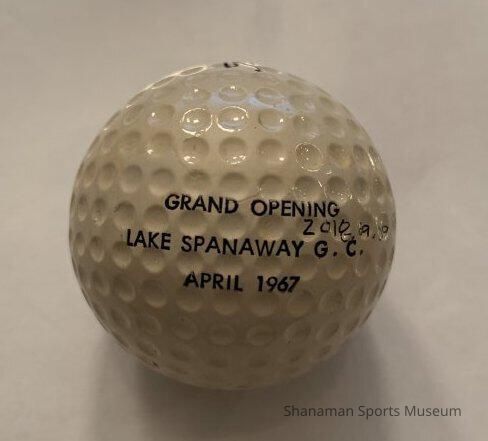 GRAND OPENING
LAKE SPANAWAY G. C.
APRIL 1967
Shanaman Sports Museum